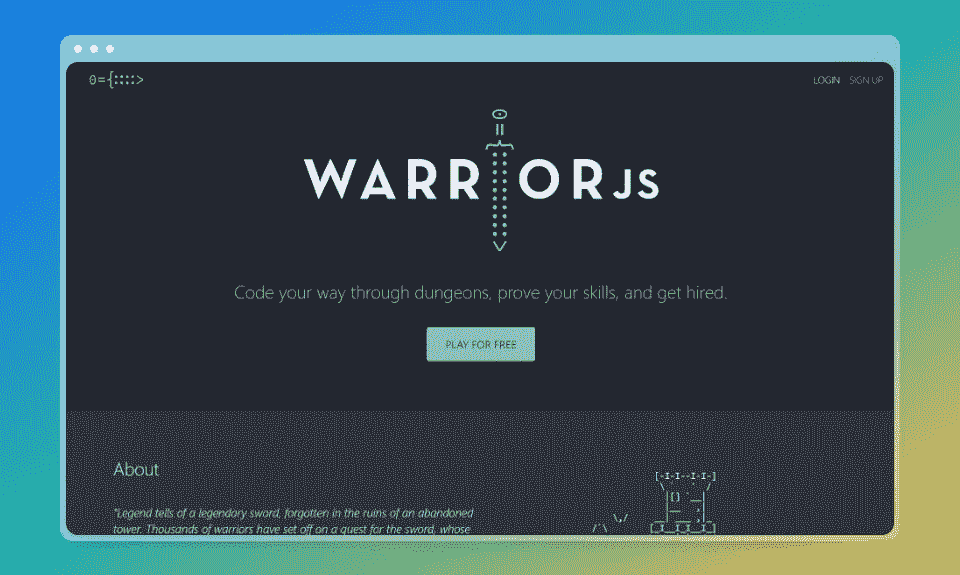 0={::::>
LOGIN SIGN UP
WARRIOR JS
Code your way through dungeons, prove your skills, and get hired.
PLAY FOR FREE
About
"Legend tells of a legendary sword, forgotten in the ruins of an abandoned
tower. Thousands of warriors have set off on a quest for the sword, whose